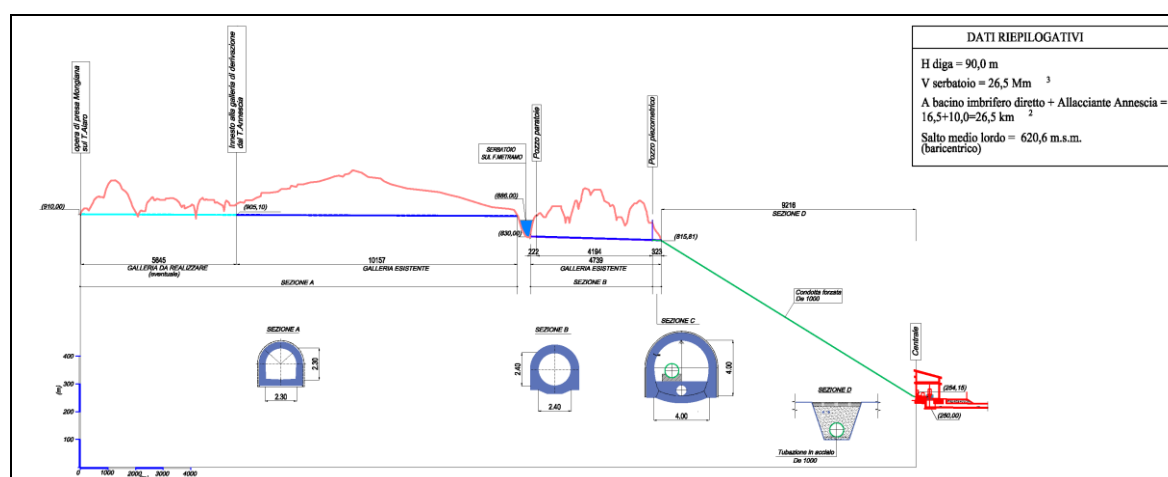 DATI RIEPILOGATIVI
H diga = 90,0 m
V serbatoio = 26,5 Mm 3
A bacino imbrifero diretto + Allacciante Annescia =
16,5+10,0=26,5 km 2
Salto medio lordo = 620,6 m.s.m.
(baricentrico)
opera di presa Mongiana
sul T.Alaro
Innesto alla galleria di derivazione
dal T.Annescia
SERBATOIO
SUL F.METRAMO
Pozzo paratoie
Pozzo piezometrico
(910,00)
(905,10)
(886,00)
(830,00)
(815,81)
9218
SEZIONE D
5645
GALLERIA DA REALIZZARE
(eventuale)
10157
GALLERIA ESISTENTE
222
4194
323
4739
GALLERIA ESISTENTE
SEZIONE A
SEZIONE B
Condotta forzata
De 1000
Centrale
SEZIONE A
2.30
2.30
SEZIONE B
2.40
2.40
SEZIONE C
4.00
4.00
SEZIONE D
Tubazione in acciaio
De 1000
(254,15)
(250,00)
400
300
200
100
(m)
0
1000
2000
3000
4000